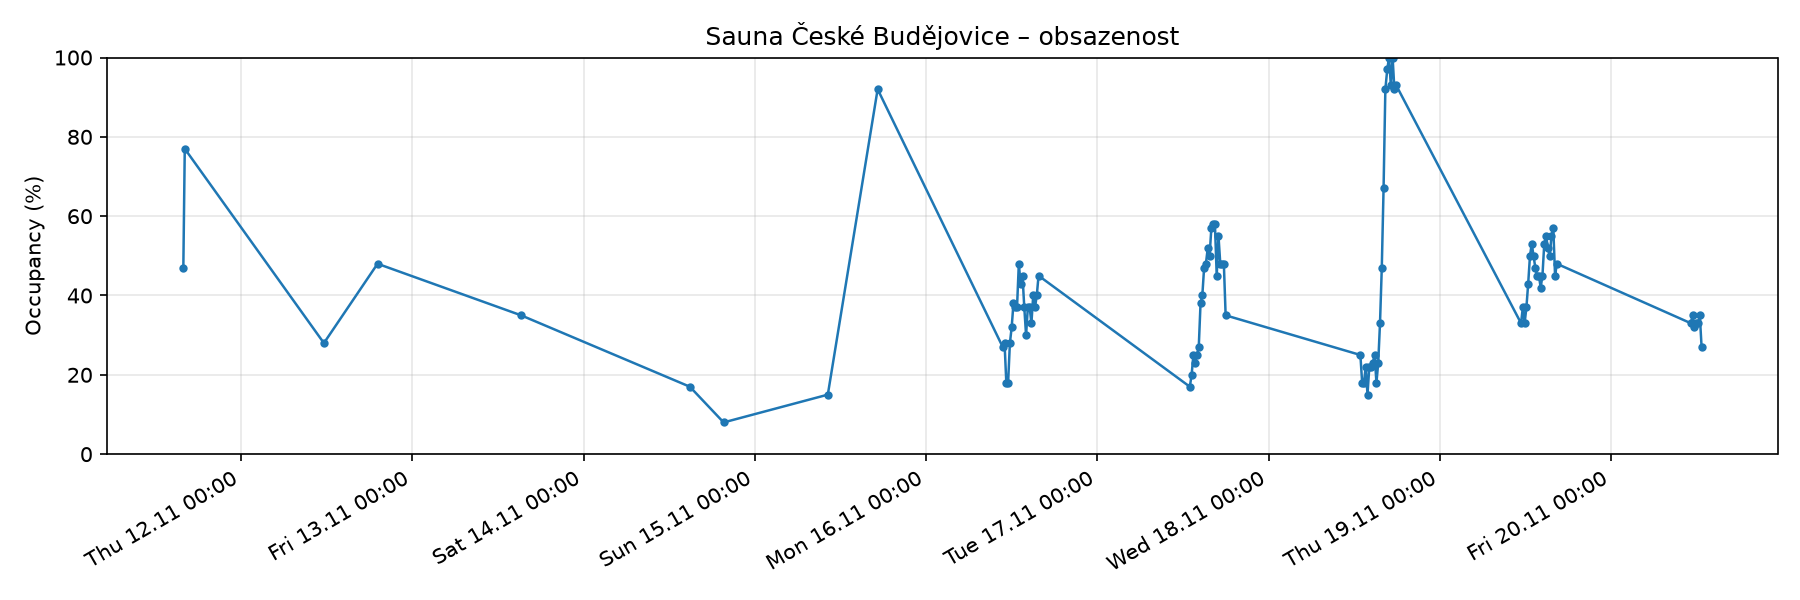 Sauna České Budějovice – obsazenost
Occupancy (%)
100
80
60
40
20
0
Thu 12.11 00:00
Fri 13.11 00:00
Sat 14.11 00:00
Sun 15.11 00:00
Mon 16.11 00:00
Tue 17.11 00:00
Wed 18.11 00:00
Thu 19.11 00:00
Fri 20.11 00:00